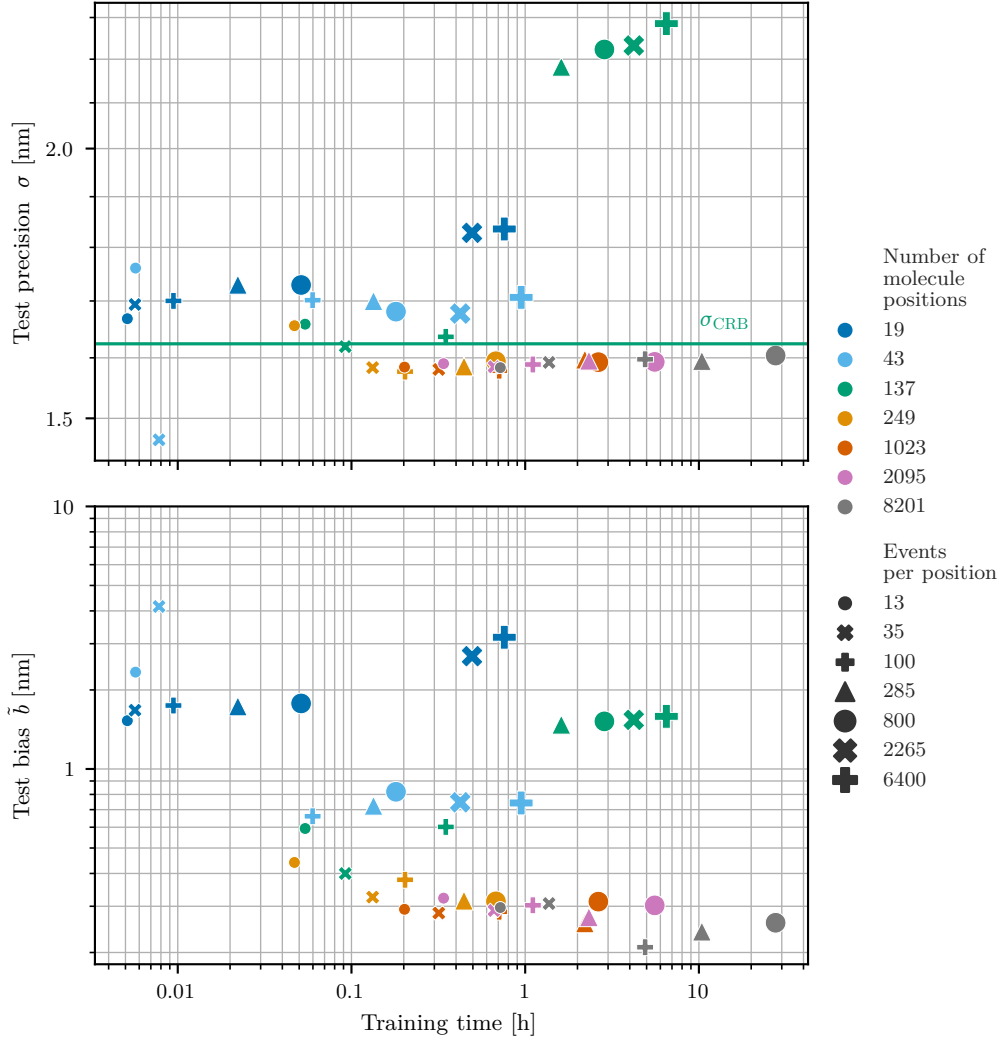 Test precision σ [nm]
2.0
1.5
σCRB
Test bias b̃ [nm]
10
1
0.01
0.1
1
10
Training time [h]
Number of
molecule
positions
19
43
137
249
1023
2095
8201
Events
per position
13
35
100
285
800
2265
6400